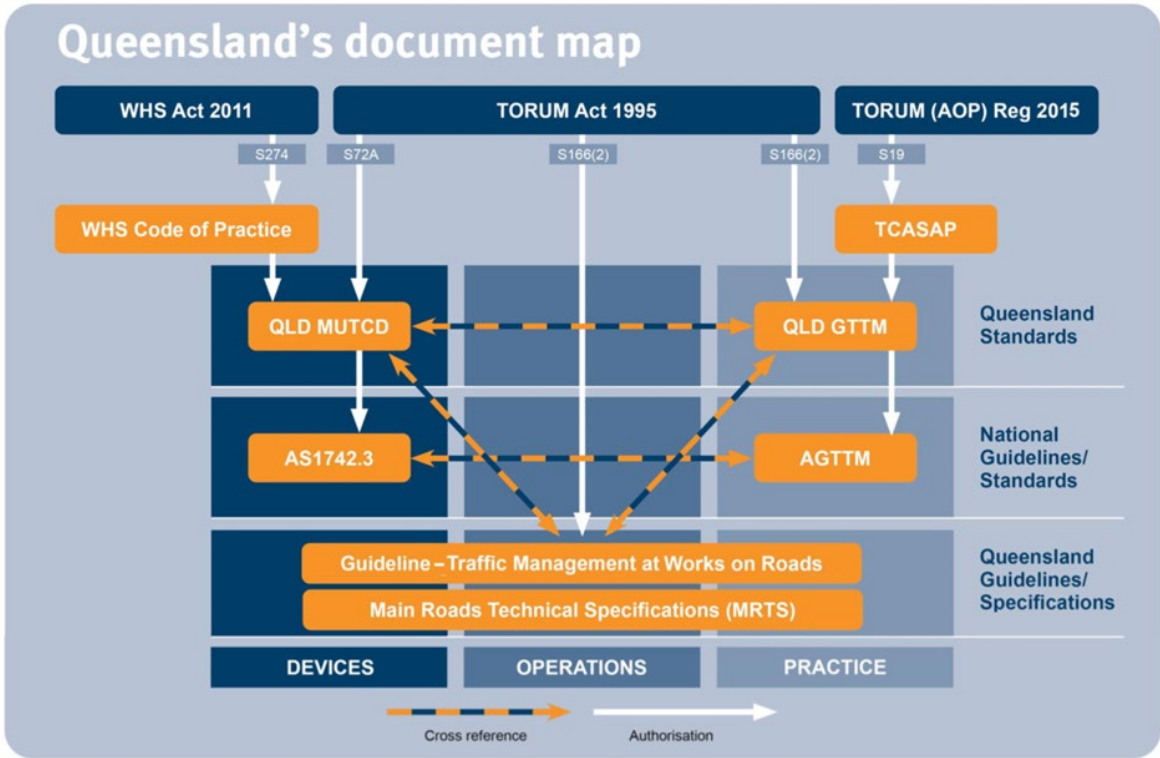 Queensland's document map
WHS Act 2011
TORUM Act 1995
TORUM (AOP) Reg 2015
S274
S72A
S166(2)
S166(2)
S19
WHS Code of Practice
TCASAP
QLD MUTCD
QLD GTTM
Queensland
Standards
AS1742.3
AGTTM
National
Guidelines/
Standards
Guideline – Traffic Management at Works on Roads
Main Roads Technical Specifications (MRTS)
Queensland
Guidelines/
Specifications
DEVICES
OPERATIONS
PRACTICE
Cross reference
Authorisation